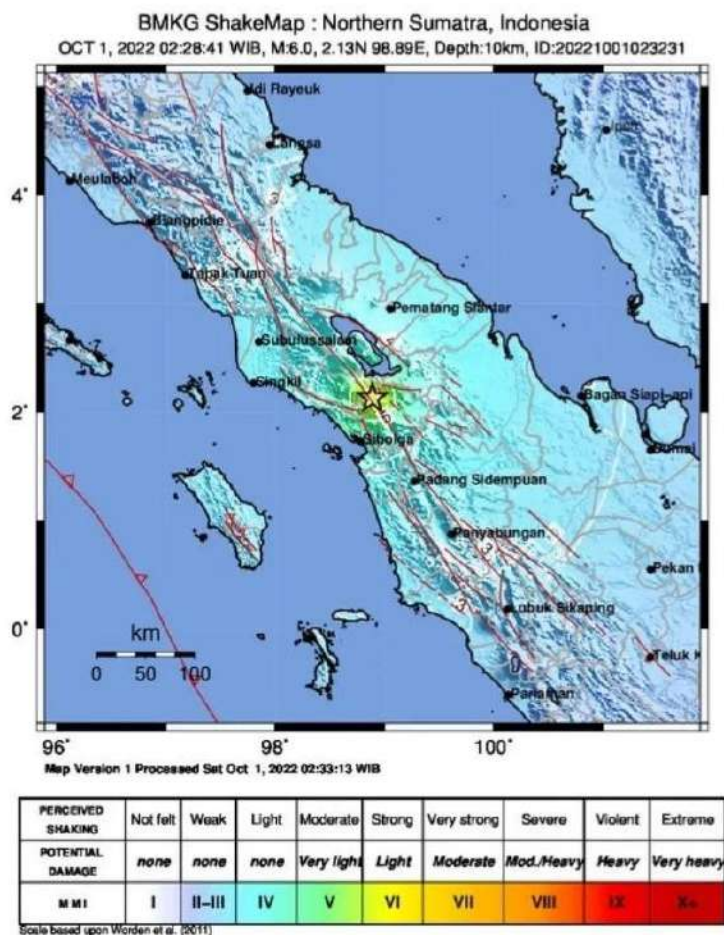 BMKG ShakeMap : Northern Sumatra, Indonesia
OCT 1, 2022 02:28:41 WIB, M:6.0, 2.13N 98.89E, Depth:10km, ID:20221001023231
Idi Rayeuk
Langsa
Ipoh
Meulaboh
4°
3
Blangpidie
Tapak Tuan
Pematang Siantar
Subulussalam
Singkil
Bagan Siapi-api
2°
Sibolga
Dumai
Padang Sidempuan
Panyabungan
3
Pekan
3
Lubuk Sikaping
0°
km
0 50 100
Teluk K
Pariaman
96° 98° 100°
Map Version 1 Processed Sat Oct 1, 2022 02:33:13 WIB
PERCEIVED SHAKING Not felt Weak Light Moderate Strong Very strong Severe Violent Extreme
POTENTIAL DAMAGE none none none Very light Light Moderate Mod./Heavy Heavy Very heavy
MMI I II-III IV V VI VII VIII IX X+
Scale based upon Worden et al. (2011)